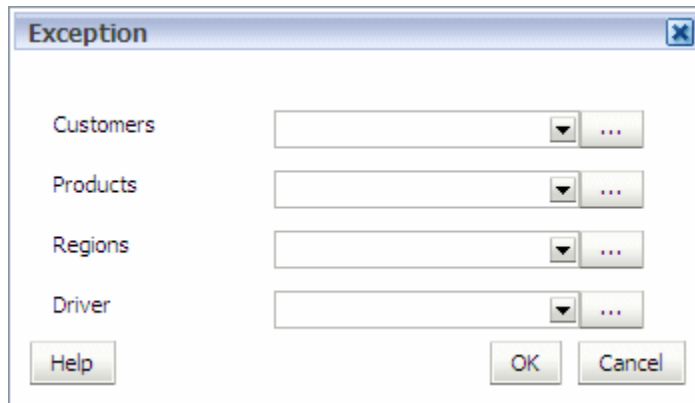 Exception
Customers ...
Products ...
Regions ...
Driver ...
Help OK Cancel